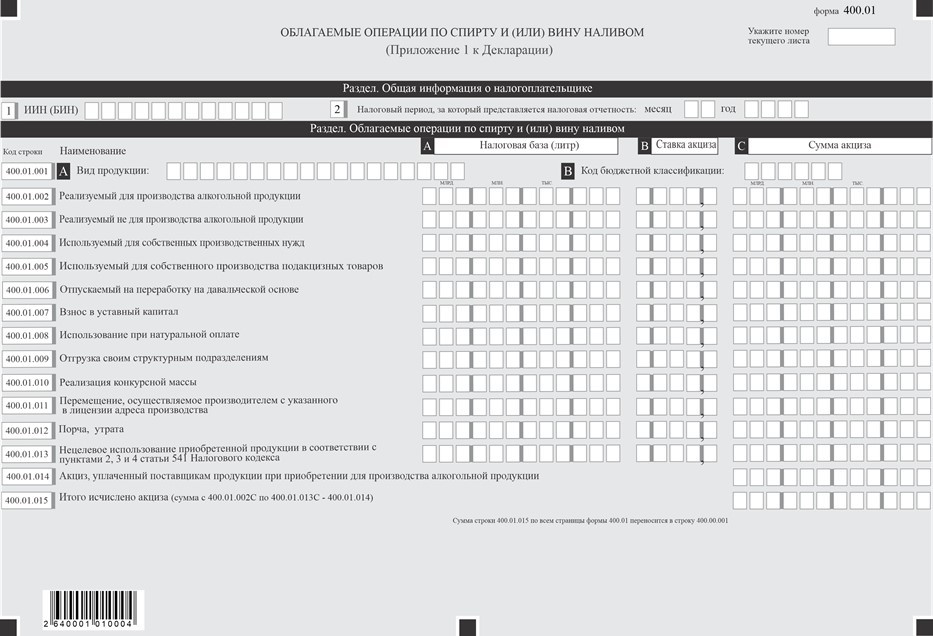 форма 400.01
ОБЛАГАЕМЫЕ ОПЕРАЦИИ ПО СПИРТУ И (ИЛИ) ВИНУ НАЛИВОМ
(Приложение 1 к Декларации)
Укажите номер
текущего листа
Раздел. Общая информация о налогоплательщике
1 ИИН (БИН) 2 Налоговый период, за который представляется налоговая отчетность: месяц год
Раздел. Облагаемые операции по спирту и (или) вину наливом
Код строки Наименование A Налоговая база (литр) B Ставка акциза C Сумма акциза
400.01.001 A Вид продукции: B Код бюджетной классификации:
млрд млн тыс млрд млн тыс
400.01.002 Реализуемый для производства алкогольной продукции
400.01.003 Реализуемый не для производства алкогольной продукции
400.01.004 Используемый для собственных производственных нужд
400.01.005 Используемый для собственного производства подакцизных товаров
400.01.006 Отпускаемый на переработку на давальческой основе
400.01.007 Взнос в уставный капитал
400.01.008 Использование при натуральной оплате
400.01.009 Отгрузка своим структурным подразделениям
400.01.010 Реализация конкурсной массы
400.01.011 Перемещение, осуществляемое производителем с указанного
в лицензии адреса производства
400.01.012 Порча, утрата
400.01.013 Нецелевое использование приобретенной продукции в соответствии с
пунктами 2, 3 и 4 статьи 541 Налогового кодекса
400.01.014 Акциз, уплаченный поставщикам продукции при приобретении для производства алкогольной продукции
400.01.015 Итого исчислено акциза (сумма с 400.01.002С по 400.01.013С - 400.01.014)
Сумма строки 400.01.015 по всем страницы формы 400.01 переносится в строку 400.00.001
2 640001 010004